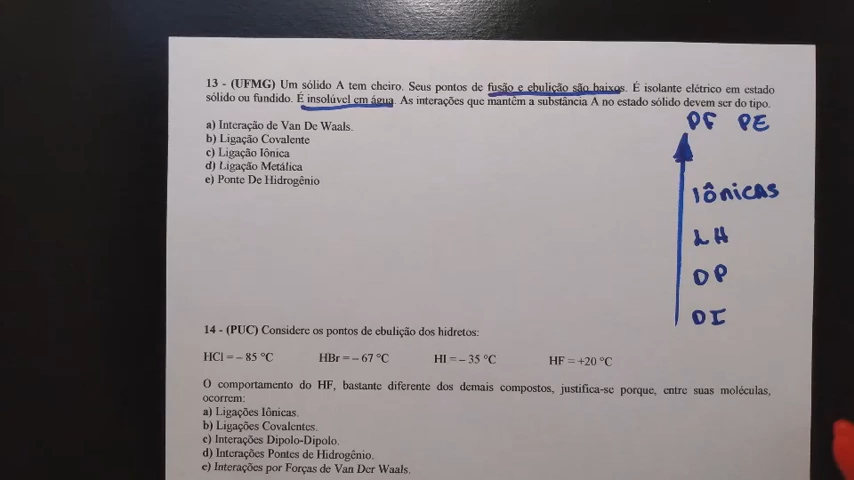 13 - (UFMG) Um sólido A tem cheiro. Seus pontos de fusão e ebulição são baixos. É isolante elétrico em estado
sólido ou fundido. É insolúvel em água. As interações que mantêm a substância A no estado sólido devem ser do tipo.
PF PE
a) Interação de Van De Waals.
b) Ligação Covalente
c) Ligação Iônica
d) Ligação Metálica
e) Ponte De Hidrogênio
IÔNICAS
LH
DP
DI
14 - (PUC) Considere os pontos de ebulição dos hidretos:
HCl = – 85 °C HBr = – 67 °C HI = – 35 °C HF = +20 °C
O comportamento do HF, bastante diferente dos demais compostos, justifica-se porque, entre suas moléculas,
ocorrem:
a) Ligações Iônicas.
b) Ligações Covalentes.
c) Interações Dipolo-Dipolo.
d) Interações Pontes de Hidrogênio.
e) Interações por Forças de Van Der Waals.